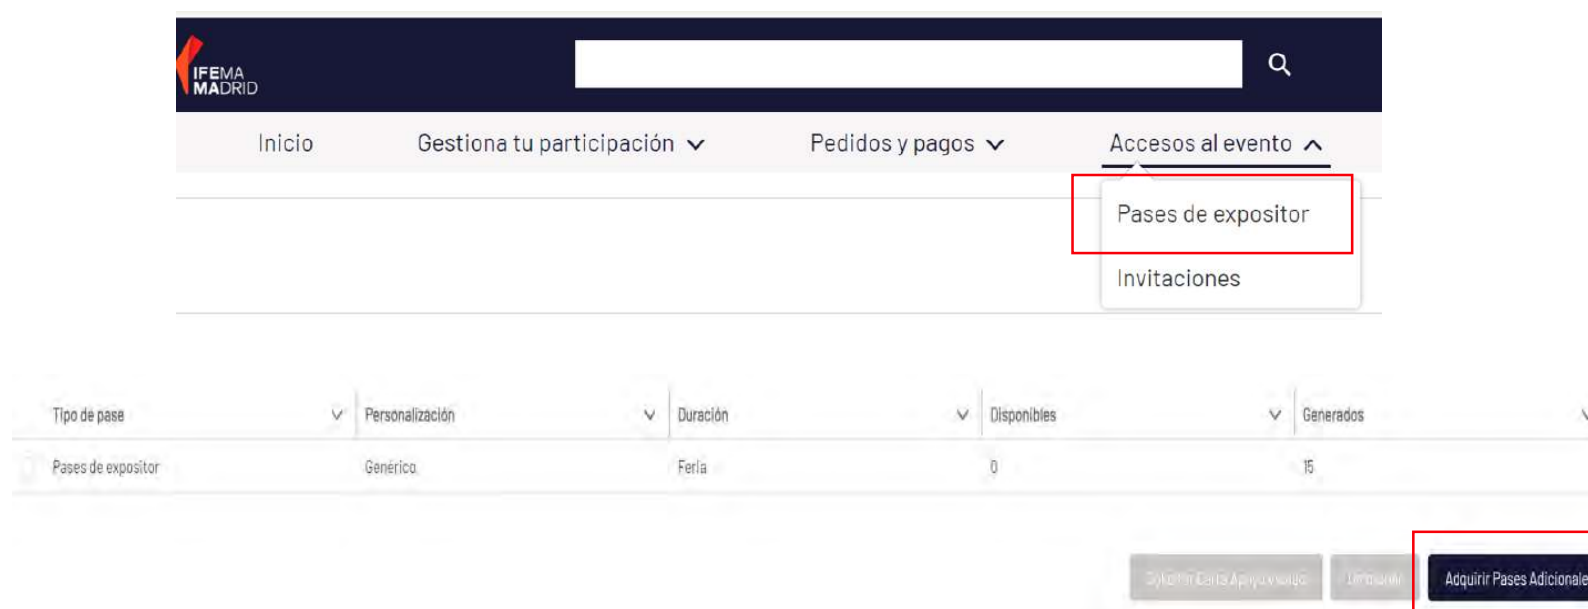 IFEMA
MADRID
Inicio Gestiona tu participación Pedidos y pagos Accesos al evento
Pases de expositor
Invitaciones
Tipo de pase Personalización Duración Disponibles Generados
Pases de expositor Genérico Feria 0 15
Adquirir Pases Adicionale